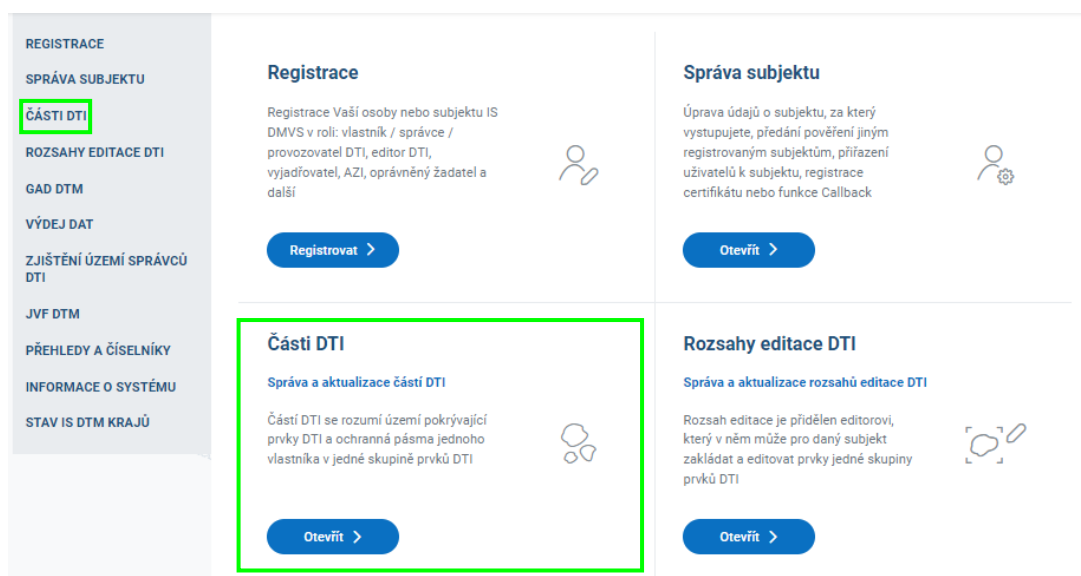 REGISTRACE
SPRÁVA SUBJEKTU
ČÁSTI DTI
ROZSAHY EDITACE DTI
GAD DTM
VÝDEJ DAT
ZJIŠTĚNÍ ÚZEMÍ SPRÁVCŮ
DTI
JVF DTM
PŘEHLEDY A ČÍSELNÍKY
INFORMACE O SYSTÉMU
STAV IS DTM KRAJŮ
Registrace
Registrace Vaší osoby nebo subjektu IS
DMVS v roli: vlastník / správce /
provozovatel DTI, editor DTI,
vyjadřovatel, AZI, oprávněný žadatel a
další
Registrovat
Správa subjektu
Úprava údajů o subjektu, za který
vystupujete, předání pověření jiným
registrovaným subjektům, přiřazení
uživatelů k subjektu, registrace
certifikátu nebo funkce Callback
Otevřít
Části DTI
Správa a aktualizace částí DTI
Částí DTI se rozumí území pokrývající
prvky DTI a ochranná pásma jednoho
vlastníka v jedné skupině prvků DTI
Otevřít
Rozsahy editace DTI
Správa a aktualizace rozsahů editace DTI
Rozsah editace je přidělen editorovi,
který v něm může pro daný subjekt
zakládat a editovat prvky jedné skupiny
prvků DTI
Otevřít